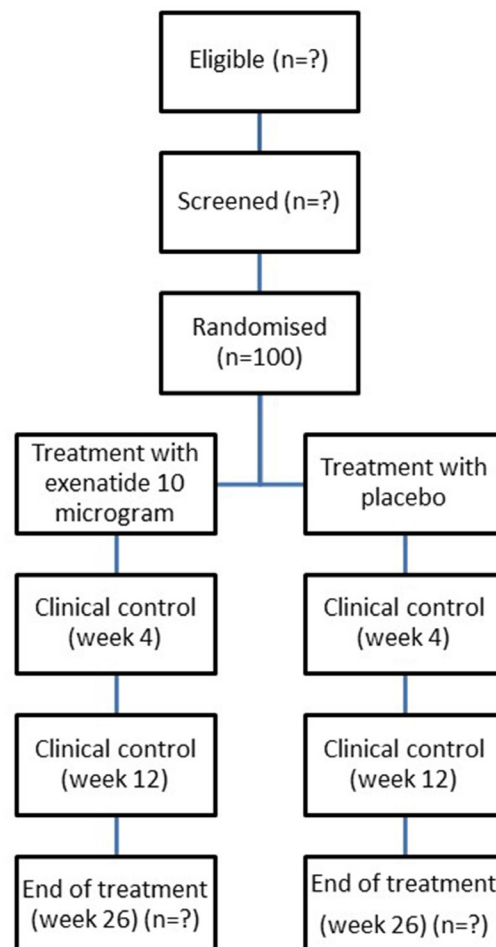 Eligible (n=?)
Screened (n=?)
Randomised
(n=100)
Treatment with
exenatide 10
microgram
Treatment with
placebo
Clinical control
(week 4)
Clinical control
(week 4)
Clinical control
(week 12)
Clinical control
(week 12)
End of treatment
(week 26) (n=?)
End of treatment
(week 26) (n=?)